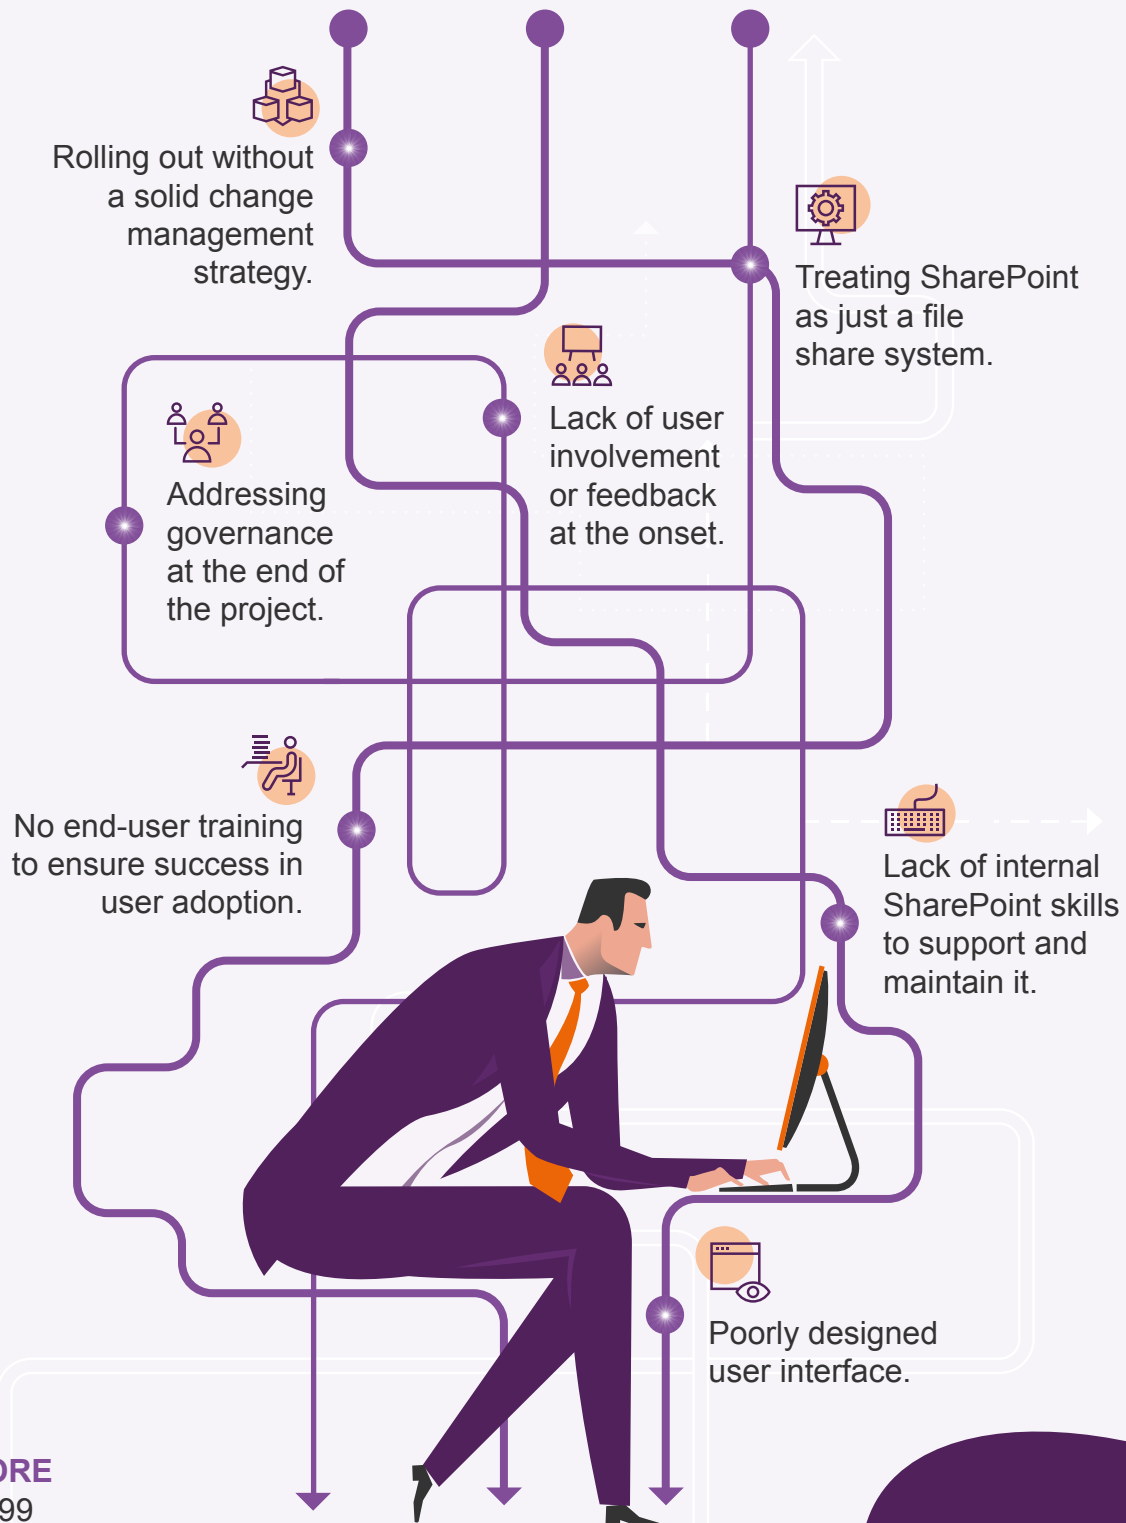 Rolling out without
a solid change
management
strategy.
Treating SharePoint
as just a file
share system.
Lack of user
involvement
or feedback
at the onset.
Addressing
governance
at the end of
the project.
No end-user training
to ensure success in
user adoption.
Lack of internal
SharePoint skills
to support and
maintain it.
Poorly designed
user interface.
ORE
99